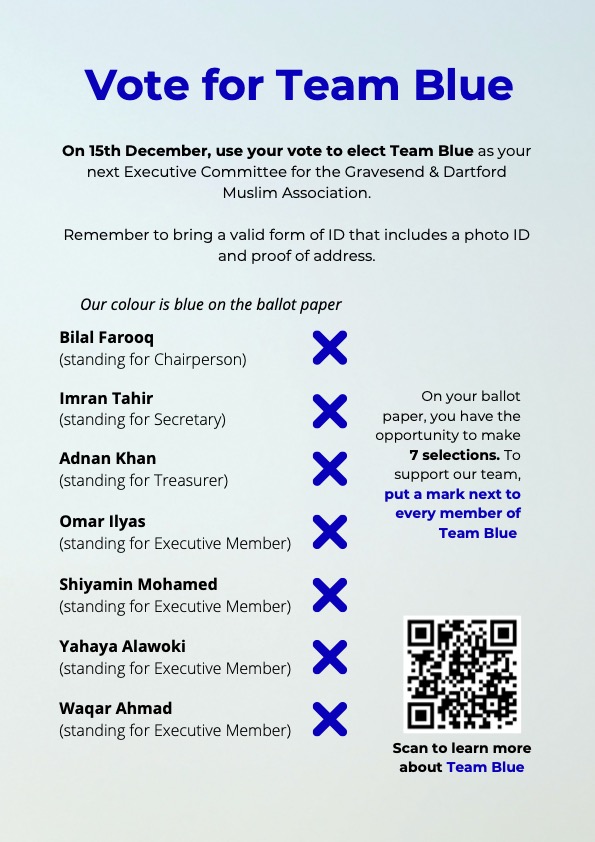 Vote for Team Blue
On 15th December, use your vote to elect Team Blue as your
next Executive Committee for the Gravesend & Dartford
Muslim Association.
Remember to bring a valid form of ID that includes a photo ID
and proof of address.
Our colour is blue on the ballot paper
Bilal Farooq
(standing for Chairperson)
Imran Tahir
(standing for Secretary)
Adnan Khan
(standing for Treasurer)
Omar Ilyas
(standing for Executive Member)
Shiyamin Mohamed
(standing for Executive Member)
Yahaya Alawoki
(standing for Executive Member)
Waqar Ahmad
(standing for Executive Member)
On your ballot
paper, you have the
opportunity to make
7 selections. To
support our team,
put a mark next to
every member of
Team Blue
Scan to learn more
about Team Blue